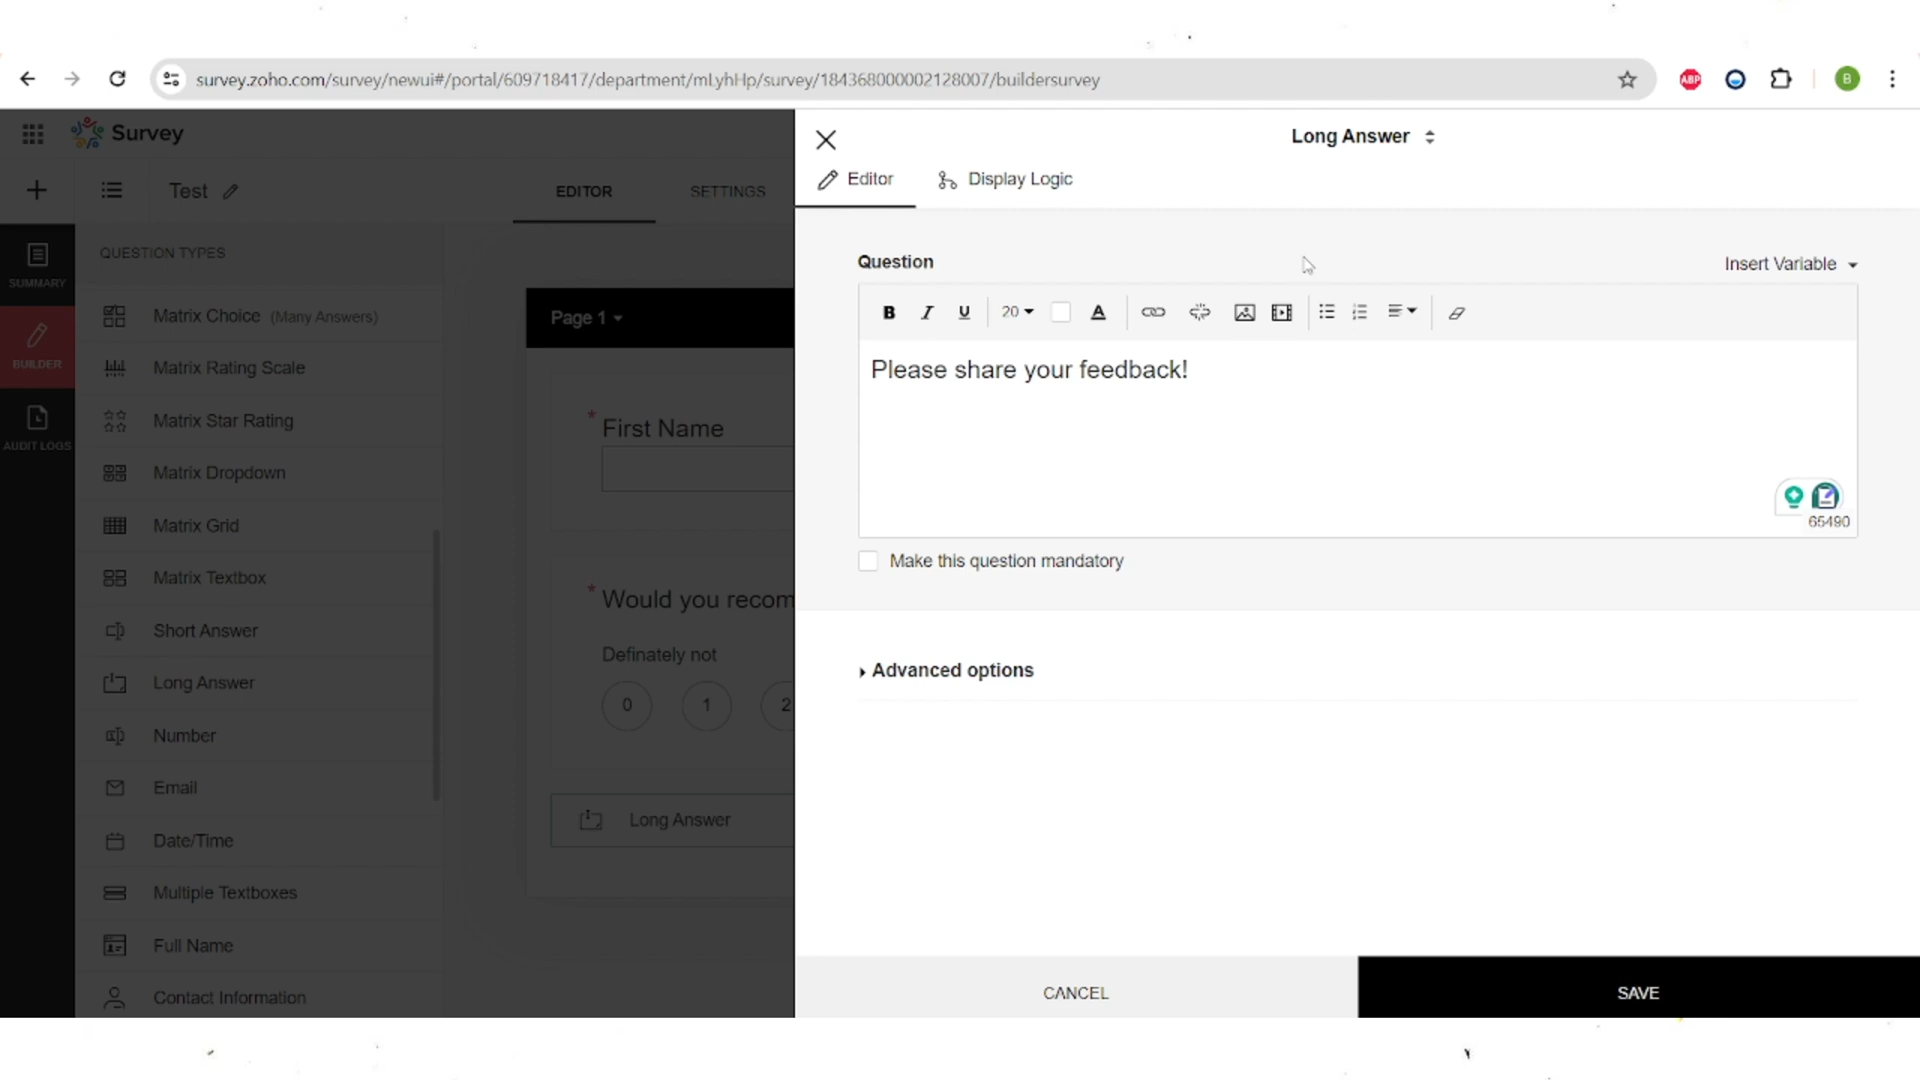 survey.zoho.com/survey/newui#/portal/609718417/department/mLyhHp/survey/184368000002128007/buildersurvey
ABP
B
Survey
Test
EDITOR
SETTINGS
SUMMARY
BUILDER
AUDIT LOGS
QUESTION TYPES
Matrix Choice (Many Answers)
Matrix Rating Scale
Matrix Star Rating
Matrix Dropdown
Matrix Grid
Matrix Textbox
Short Answer
Long Answer
Number
Email
Date/Time
Multiple Textboxes
Full Name
Contact Information
Page 1
* First Name
* Would you recom
Definately not
0 1 2
Long Answer
Long Answer
Editor
Display Logic
Question
Insert Variable
B I U 20 A
Please share your feedback!
65490
Make this question mandatory
Advanced options
CANCEL
SAVE